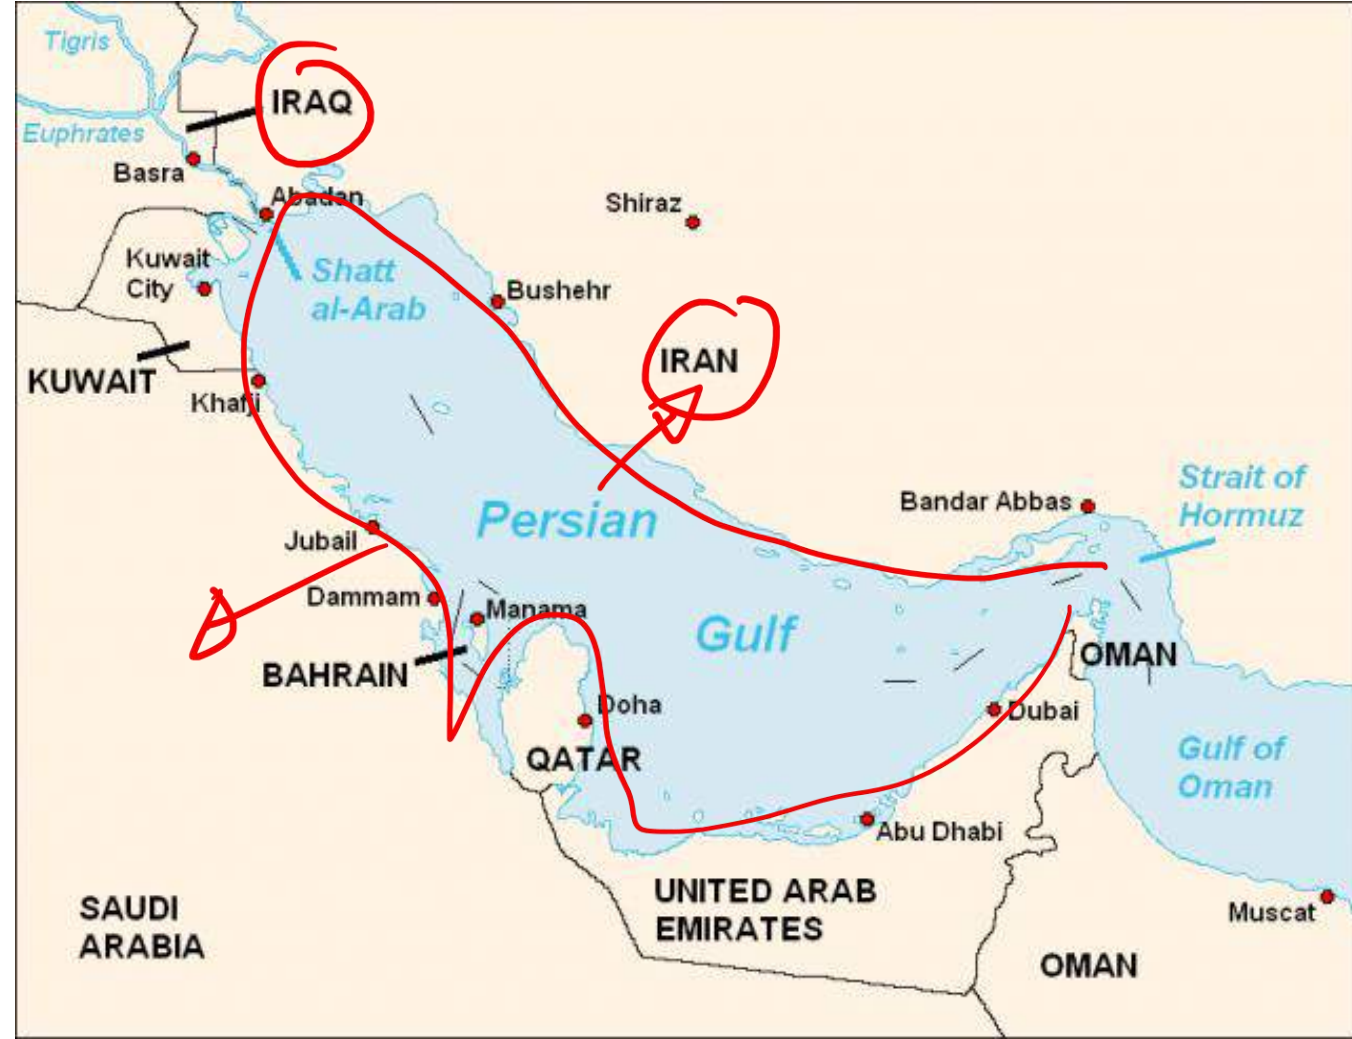 Tigris
IRAQ
Euphrates
Basra
Abadan
Shiraz
Kuwait
City
Shatt
al-Arab
Bushehr
IRAN
KUWAIT
Khafji
Strait of
Hormuz
Bandar Abbas
Persian
Jubail
Dammam
Manama
Gulf
BAHRAIN
OMAN
Doha
Dubai
QATAR
Gulf of
Oman
Abu Dhabi
UNITED ARAB
EMIRATES
SAUDI
ARABIA
Muscat
OMAN